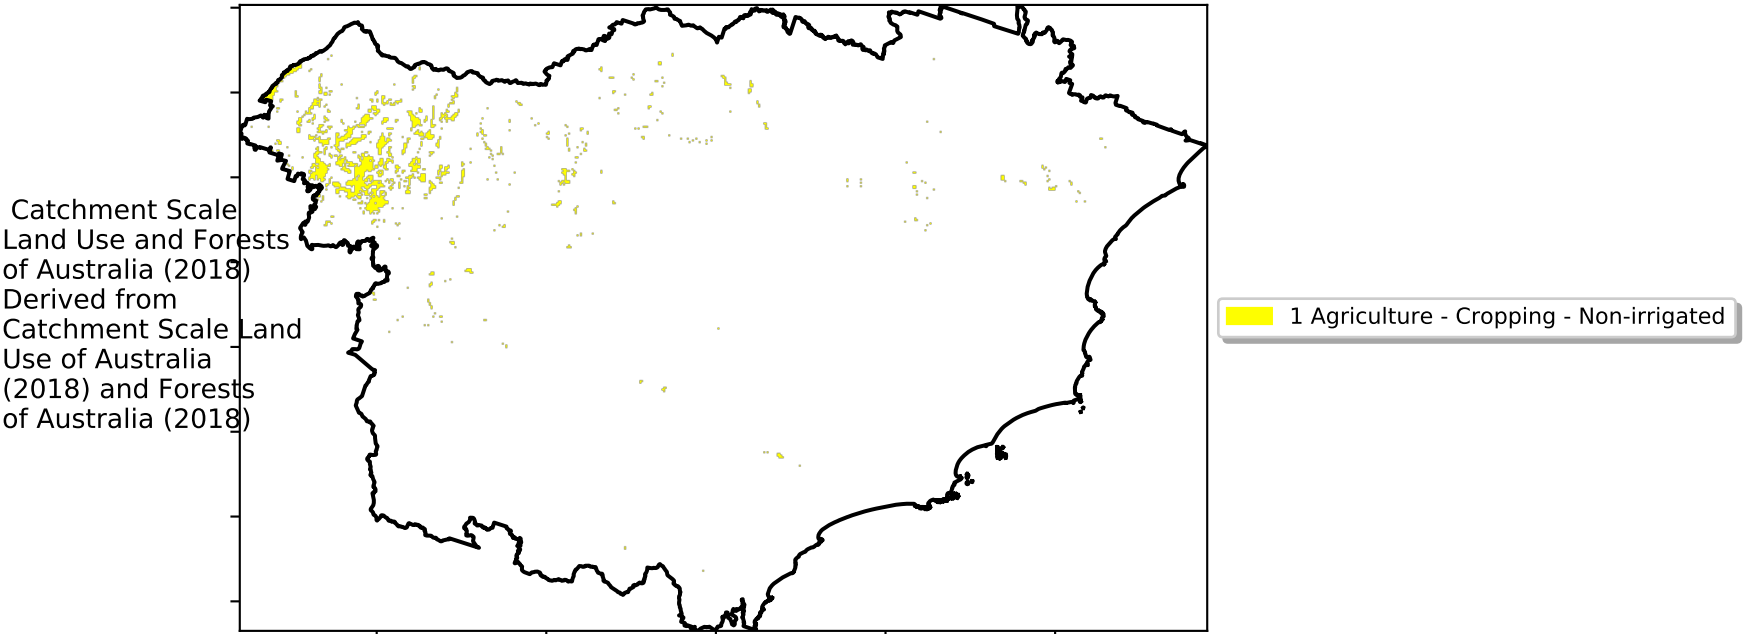 Catchment Scale
Land Use and Forests
of Australia (2018)
Derived from
Catchment Scale Land
Use of Australia
(2018) and Forests
of Australia (2018)
1 Agriculture - Cropping - Non-irrigated